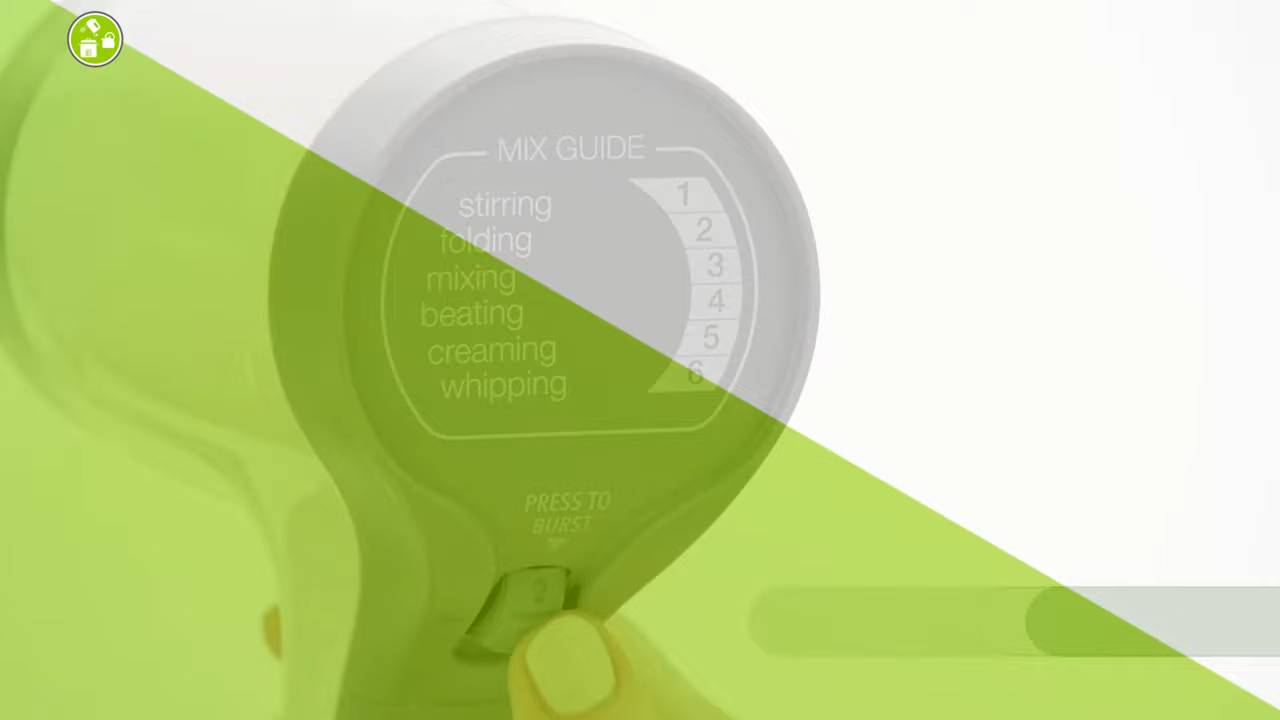 MIX GUIDE
stirring 1
folding 2
mixing 3
beating 4
creaming 5
whipping 6
PRESS TO
BURST